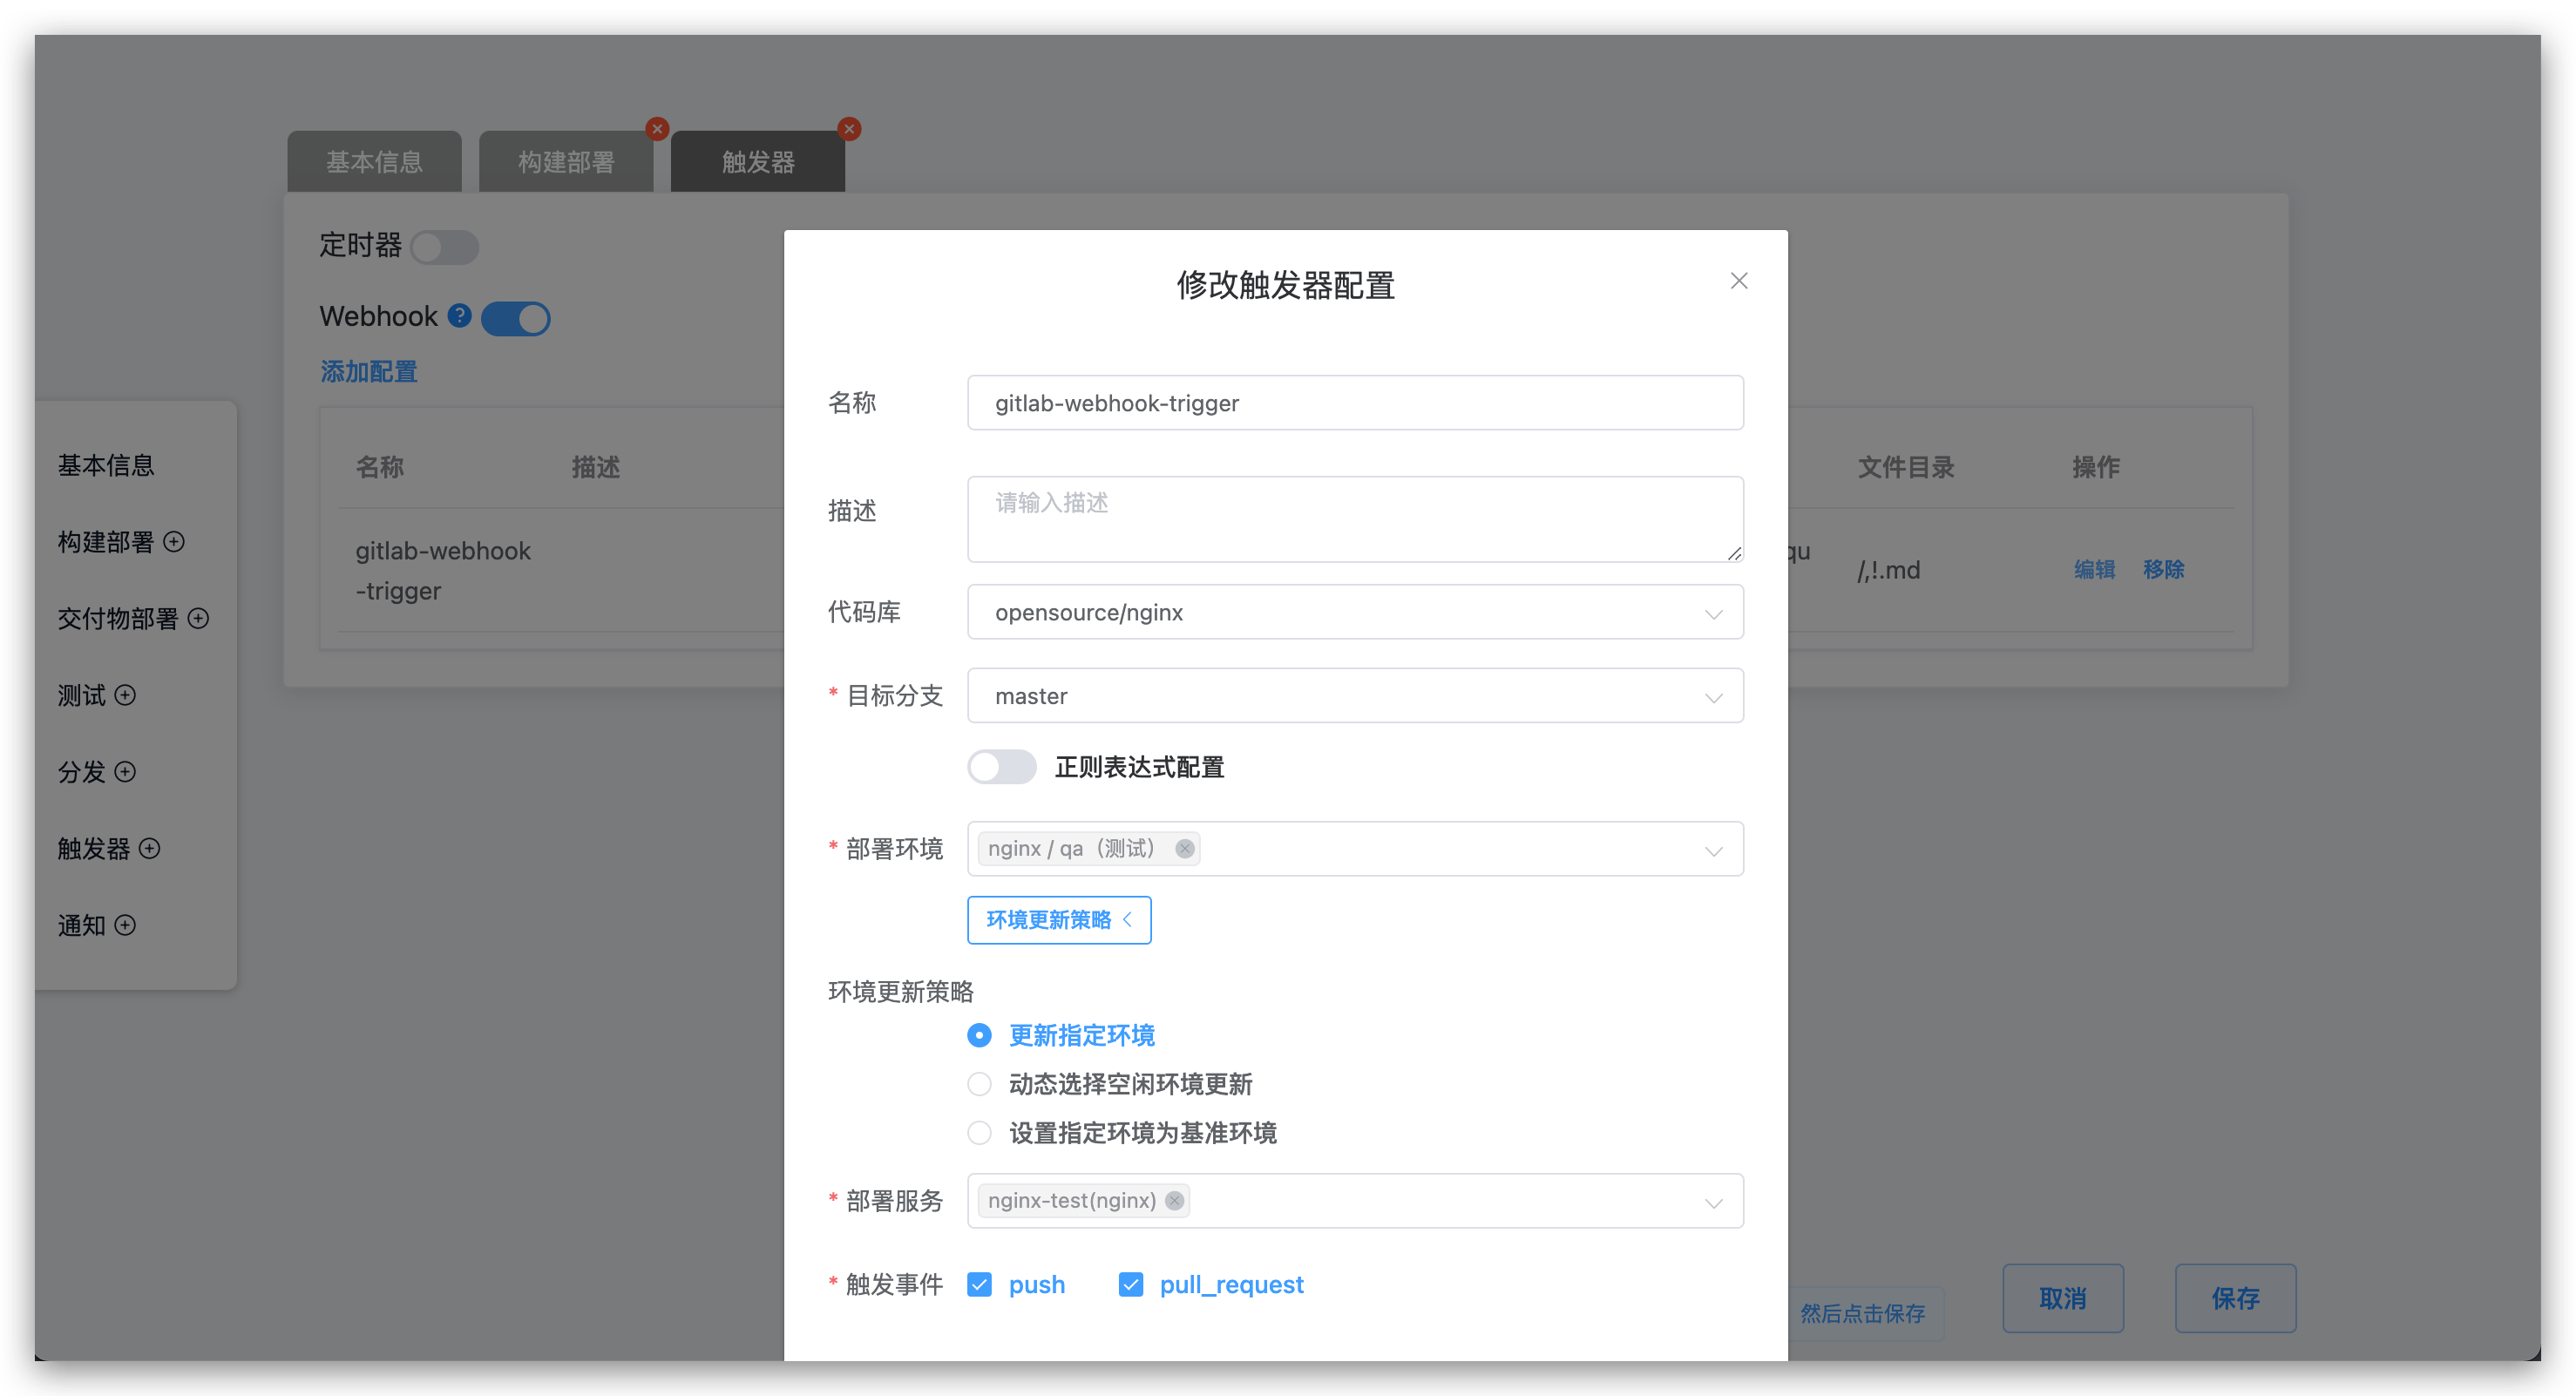 基本信息 构建部署 触发器
定时器
Webhook
添加配置
名称 描述 文件目录 操作
gitlab-webhook
-trigger
qu
/,!.md 编辑 移除
基本信息
构建部署
交付物部署
测试
分发
触发器
通知
修改触发器配置
名称 gitlab-webhook-trigger
描述 请输入描述
代码库 opensource/nginx
* 目标分支 master
正则表达式配置
* 部署环境 nginx / qa（测试）
环境更新策略
环境更新策略
更新指定环境
动态选择空闲环境更新
设置指定环境为基准环境
* 部署服务 nginx-test(nginx)
* 触发事件 push pull_request
然后点击保存 取消 保存